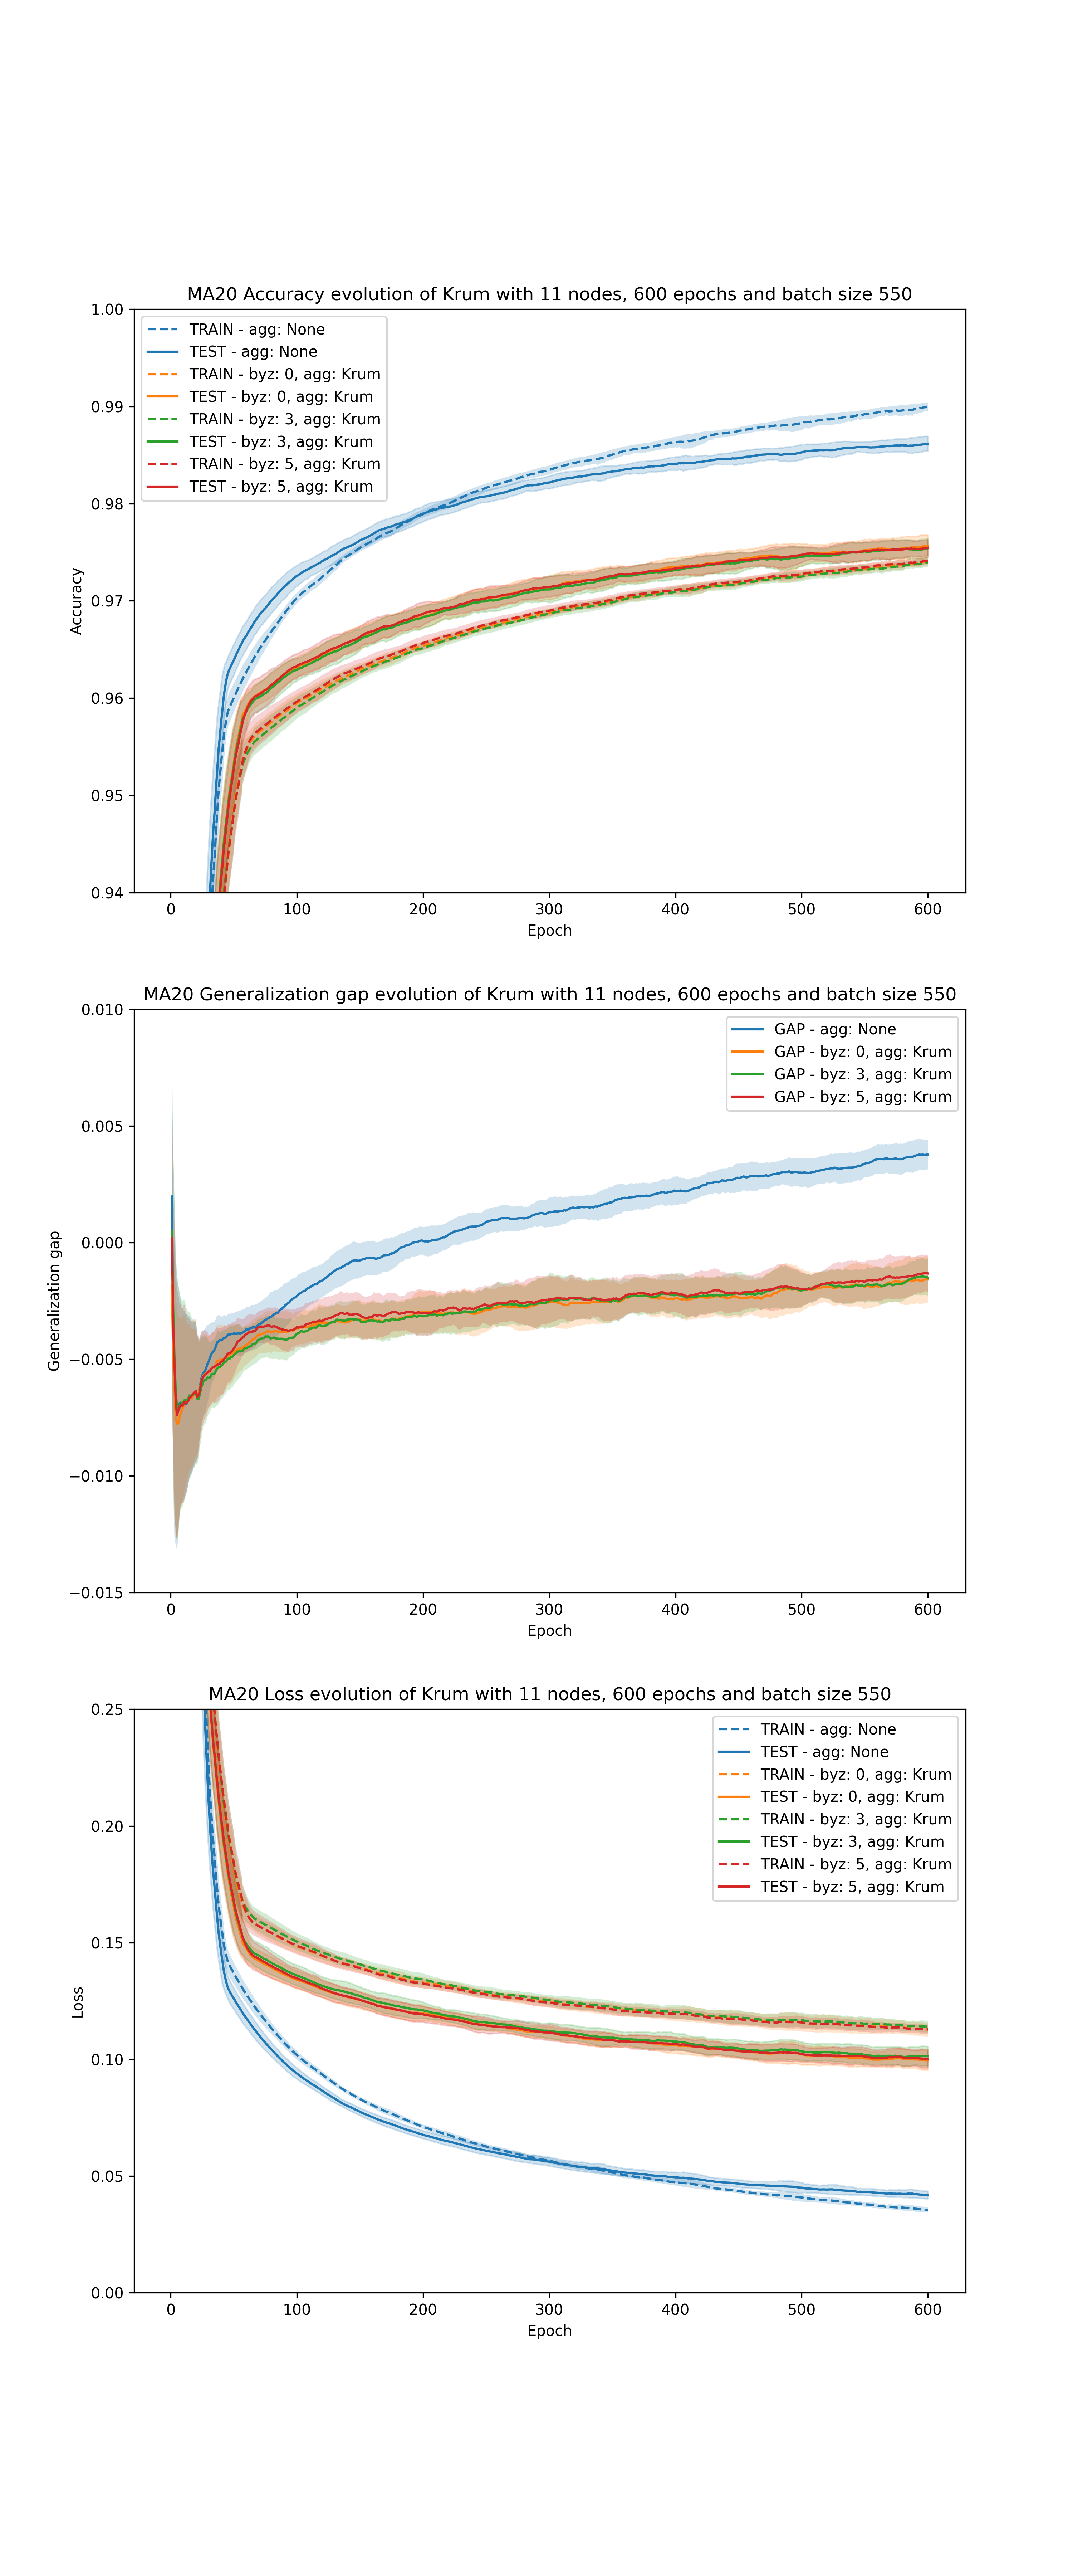 MA20 Accuracy evolution of Krum with 11 nodes, 600 epochs and batch size 550
1.00
0.99
0.98
0.97
0.96
0.95
0.94
Accuracy
TRAIN - agg: None
TEST - agg: None
TRAIN - byz: 0, agg: Krum
TEST - byz: 0, agg: Krum
TRAIN - byz: 3, agg: Krum
TEST - byz: 3, agg: Krum
TRAIN - byz: 5, agg: Krum
TEST - byz: 5, agg: Krum
0 100 200 300 400 500 600
Epoch
MA20 Generalization gap evolution of Krum with 11 nodes, 600 epochs and batch size 550
0.010
0.005
0.000
−0.005
−0.010
−0.015
Generalization gap
GAP - agg: None
GAP - byz: 0, agg: Krum
GAP - byz: 3, agg: Krum
GAP - byz: 5, agg: Krum
0 100 200 300 400 500 600
Epoch
MA20 Loss evolution of Krum with 11 nodes, 600 epochs and batch size 550
0.25
0.20
0.15
0.10
0.05
0.00
Loss
TRAIN - agg: None
TEST - agg: None
TRAIN - byz: 0, agg: Krum
TEST - byz: 0, agg: Krum
TRAIN - byz: 3, agg: Krum
TEST - byz: 3, agg: Krum
TRAIN - byz: 5, agg: Krum
TEST - byz: 5, agg: Krum
0 100 200 300 400 500 600
Epoch